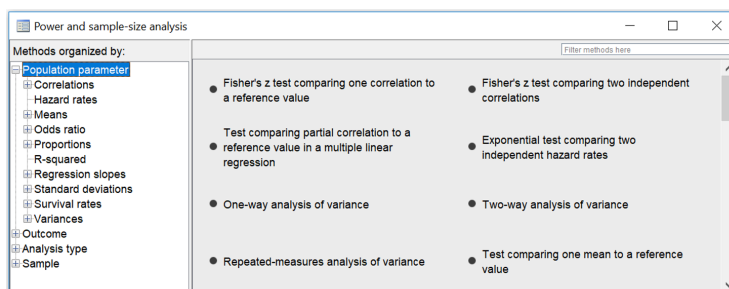 Power and sample-size analysis
Methods organized by:
Filter methods here
Population parameter
Correlations
Hazard rates
Means
Odds ratio
Proportions
R-squared
Regression slopes
Standard deviations
Survival rates
Variances
Outcome
Analysis type
Sample
Fisher's z test comparing one correlation to
a reference value
Fisher's z test comparing two independent
correlations
Test comparing partial correlation to a
reference value in a multiple linear
regression
Exponential test comparing two
independent hazard rates
One-way analysis of variance
Two-way analysis of variance
Repeated-measures analysis of variance
Test comparing one mean to a reference
value